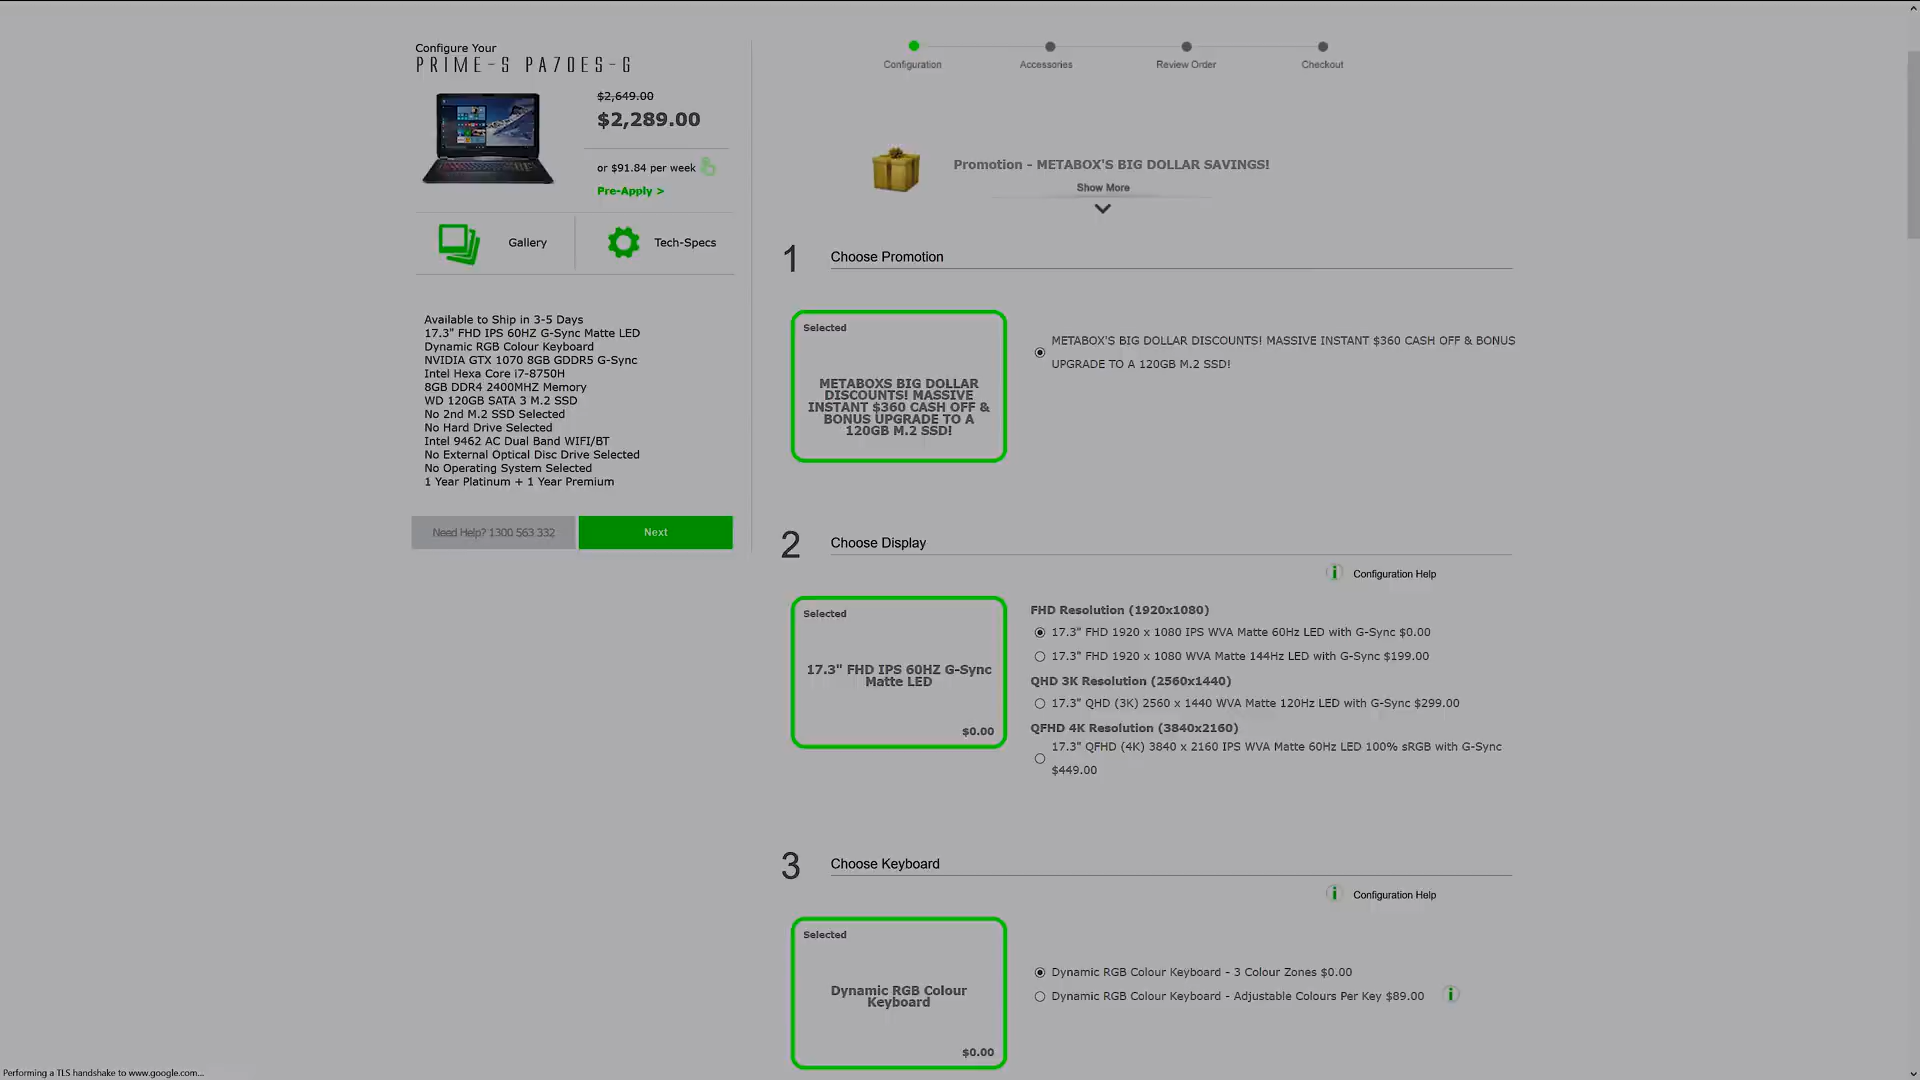 Configure Your
PRIME-S PA70ES-G
$2,649.00
$2,289.00
or $91.84 per week
Pre-Apply >
Gallery
Tech-Specs
Available to Ship in 3-5 Days
17.3" FHD IPS 60HZ G-Sync Matte LED
Dynamic RGB Colour Keyboard
NVIDIA GTX 1070 8GB GDDR5 G-Sync
Intel Hexa Core i7-8750H
8GB DDR4 2400MHZ Memory
WD 120GB SATA 3 M.2 SSD
No 2nd M.2 SSD Selected
No Hard Drive Selected
Intel 9462 AC Dual Band WIFI/BT
No External Optical Disc Drive Selected
No Operating System Selected
1 Year Platinum + 1 Year Premium
Need Help? 1300 563 332
Next
Configuration
Accessories
Review Order
Checkout
Promotion - METABOX'S BIG DOLLAR SAVINGS!
Show More
1
Choose Promotion
Selected
METABOXS BIG DOLLAR
DISCOUNTS! MASSIVE
INSTANT $360 CASH OFF &
BONUS UPGRADE TO A
120GB M.2 SSD!
METABOX'S BIG DOLLAR DISCOUNTS! MASSIVE INSTANT $360 CASH OFF & BONUS
UPGRADE TO A 120GB M.2 SSD!
2
Choose Display
Configuration Help
Selected
17.3" FHD IPS 60HZ G-Sync
Matte LED
$0.00
FHD Resolution (1920x1080)
17.3" FHD 1920 x 1080 IPS WVA Matte 60Hz LED with G-Sync $0.00
17.3" FHD 1920 x 1080 WVA Matte 144Hz LED with G-Sync $199.00
QHD 3K Resolution (2560x1440)
17.3" QHD (3K) 2560 x 1440 WVA Matte 120Hz LED with G-Sync $299.00
QFHD 4K Resolution (3840x2160)
17.3" QFHD (4K) 3840 x 2160 IPS WVA Matte 60Hz LED 100% sRGB with G-Sync
$449.00
3
Choose Keyboard
Configuration Help
Selected
Dynamic RGB Colour
Keyboard
$0.00
Dynamic RGB Colour Keyboard - 3 Colour Zones $0.00
Dynamic RGB Colour Keyboard - Adjustable Colours Per Key $89.00
Performing a TLS handshake to www.google.com...